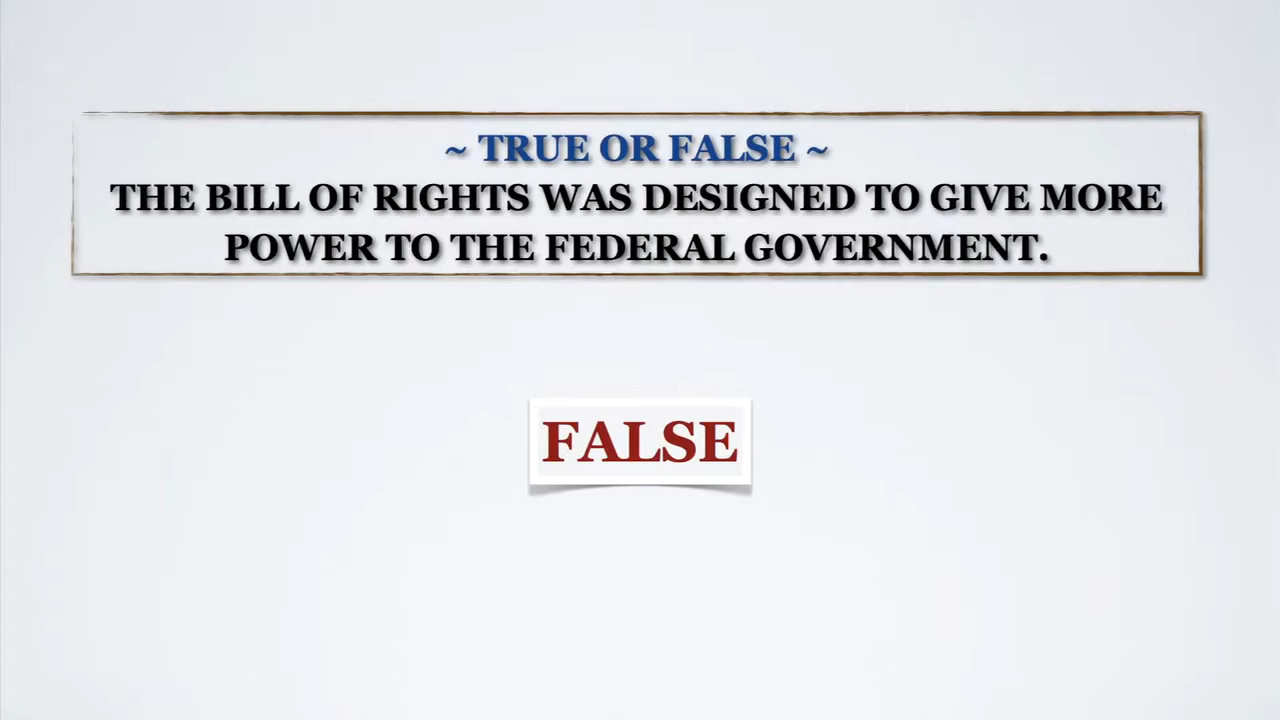 ~ TRUE OR FALSE ~
THE BILL OF RIGHTS WAS DESIGNED TO GIVE MORE
POWER TO THE FEDERAL GOVERNMENT.
FALSE